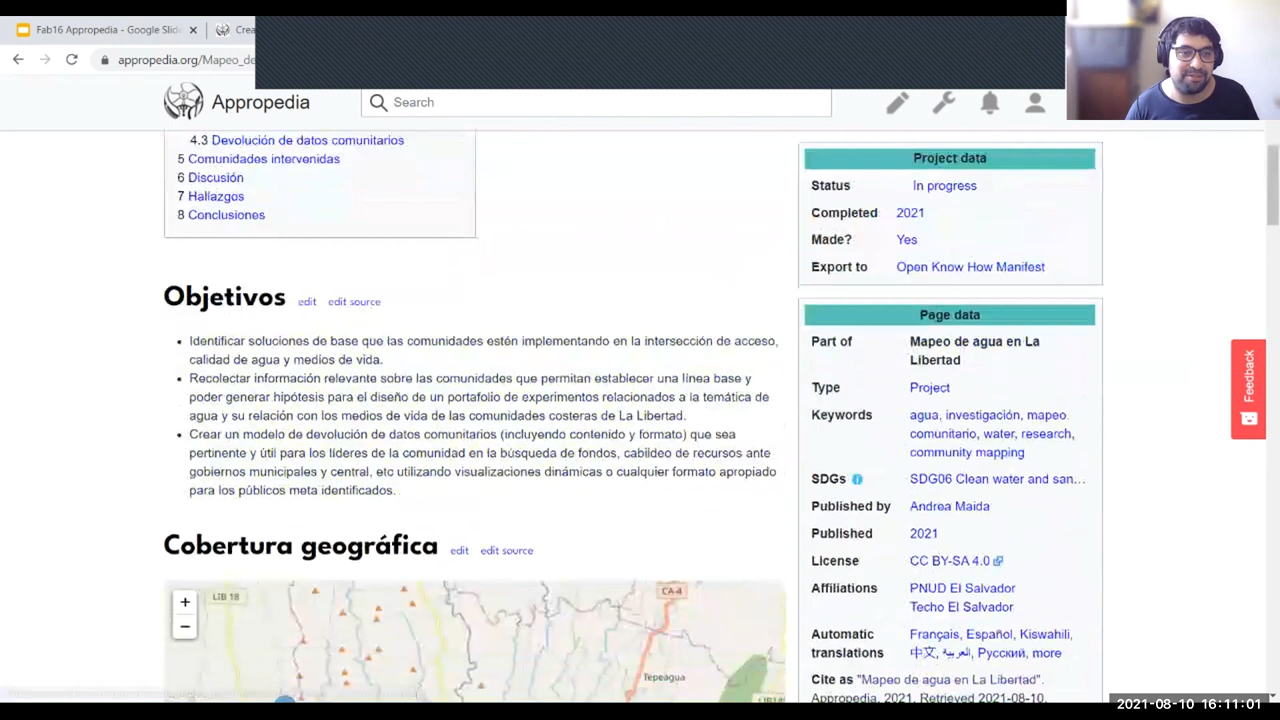 Fab16 Appropedia - Google Slid
Crea
appropedia.org/Mapeo_de
Appropedia
Search
4.3 Devolución de datos comunitarios
5 Comunidades intervenidas
6 Discusión
7 Hallazgos
8 Conclusiones
Objetivos edit edit source
Identificar soluciones de base que las comunidades estén implementando en la intersección de acceso,
calidad de agua y medios de vida.
Recolectar información relevante sobre las comunidades que permitan establecer una línea base y
poder generar hipótesis para el diseño de un portafolio de experimentos relacionados a la temática de
agua y su relación con los medios de vida de las comunidades costeras de La Libertad.
Crear un modelo de devolución de datos comunitarios (incluyendo contenido y formato) que sea
pertinente y útil para los líderes de la comunidad en la búsqueda de fondos, cabildeo de recursos ante
gobiernos municipales y central, etc utilizando visualizaciones dinámicas o cualquier formato apropiado
para los públicos meta identificados.
Cobertura geográfica edit edit source
+
−
LIB 18
CA-4
Tepeagua
Project data
Status In progress
Completed 2021
Made? Yes
Export to Open Know How Manifest
Page data
Part of Mapeo de agua en La
Libertad
Type Project
Keywords agua, investigación, mapeo
comunitario, water, research,
community mapping
SDGs SDG06 Clean water and san...
Published by Andrea Maida
Published 2021
License CC BY-SA 4.0
Affiliations PNUD El Salvador
Techo El Salvador
Automatic Français, Español, Kiswahili,
translations 中文, العربية, Русский, more
Cite as "Mapeo de agua en La Libertad".
Appropedia. 2021. Retrieved 2021-08-10.
Feedback
2021-08-10 16:11:01